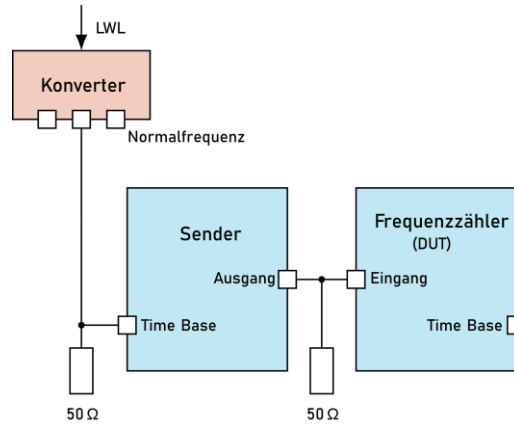 LWL
Konverter
Normalfrequenz
Sender
Frequenzzähler
(DUT)
Ausgang
Eingang
Time Base
Time Base
50 Ω
50 Ω